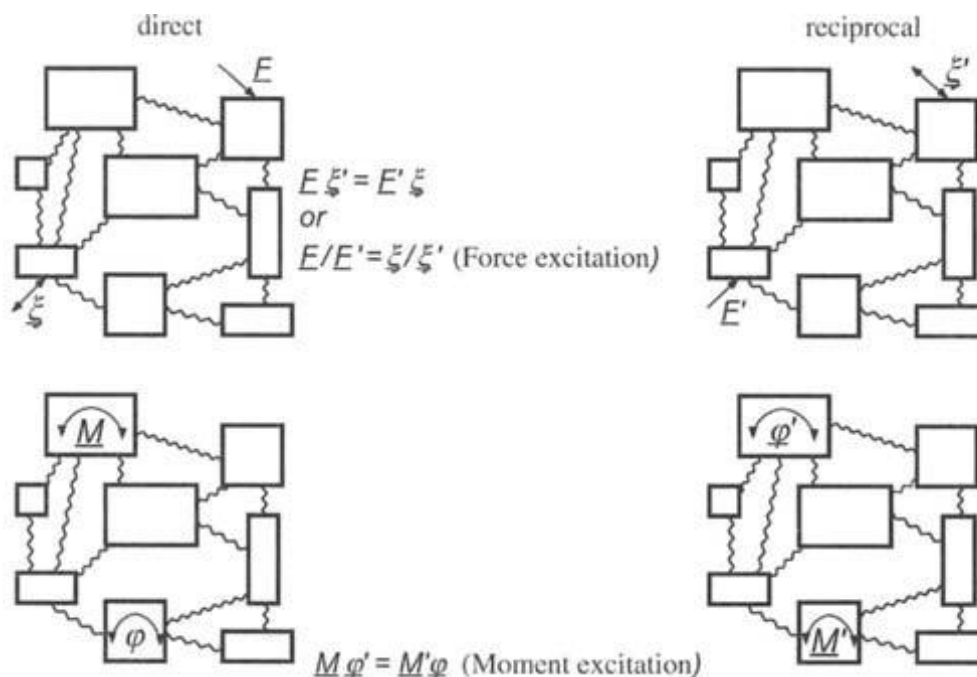 direct
reciprocal
F
ξ'
F ξ' = F' ξ
or
F/F' = ξ/ξ' (Force excitation)
ξ
F'
M
φ'
φ
M'
M φ' = M'φ (Moment excitation)